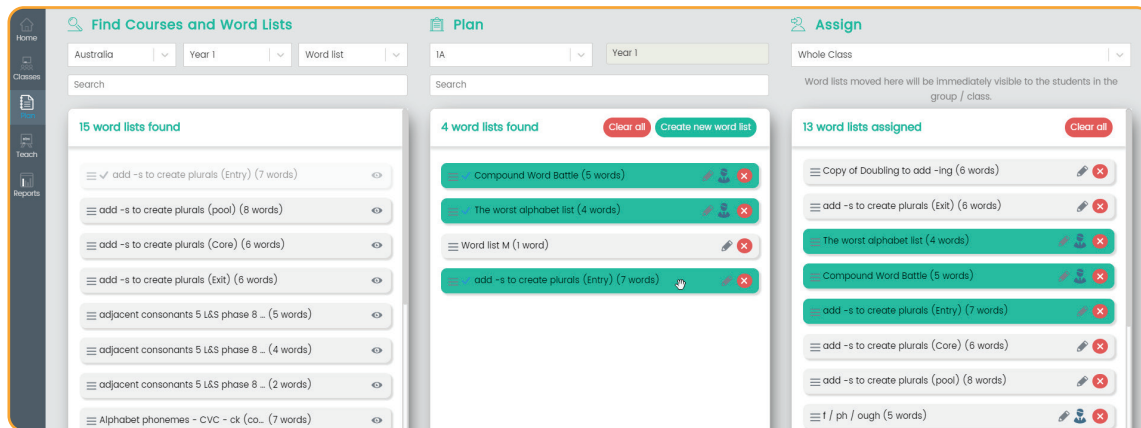 Home
Classes
Plan
Teach
Reports
Find Courses and Word Lists
Australia
Year 1
Word list
Search
15 word lists found
add -s to create plurals (Entry) (7 words)
add -s to create plurals (pool) (8 words)
add -s to create plurals (Core) (6 words)
add -s to create plurals (Exit) (6 words)
adjacent consonants 5 L&S phase 8 ... (5 words)
adjacent consonants 5 L&S phase 8 ... (4 words)
adjacent consonants 5 L&S phase 8 ... (2 words)
Alphabet phonemes - CVC - ck (co... (7 words)
Plan
1A
Year 1
Search
4 word lists found
Clear all
Create new word list
Compound Word Battle (5 words)
The worst alphabet list (4 words)
Word list M (1 word)
add -s to create plurals (Entry) (7 words)
Assign
Whole Class
Word lists moved here will be immediately visible to the students in the
group / class.
13 word lists assigned
Clear all
Copy of Doubling to add -ing (6 words)
add -s to create plurals (Exit) (6 words)
The worst alphabet list (4 words)
Compound Word Battle (5 words)
add -s to create plurals (Entry) (7 words)
add -s to create plurals (Core) (6 words)
add -s to create plurals (pool) (8 words)
f / ph / ough (5 words)